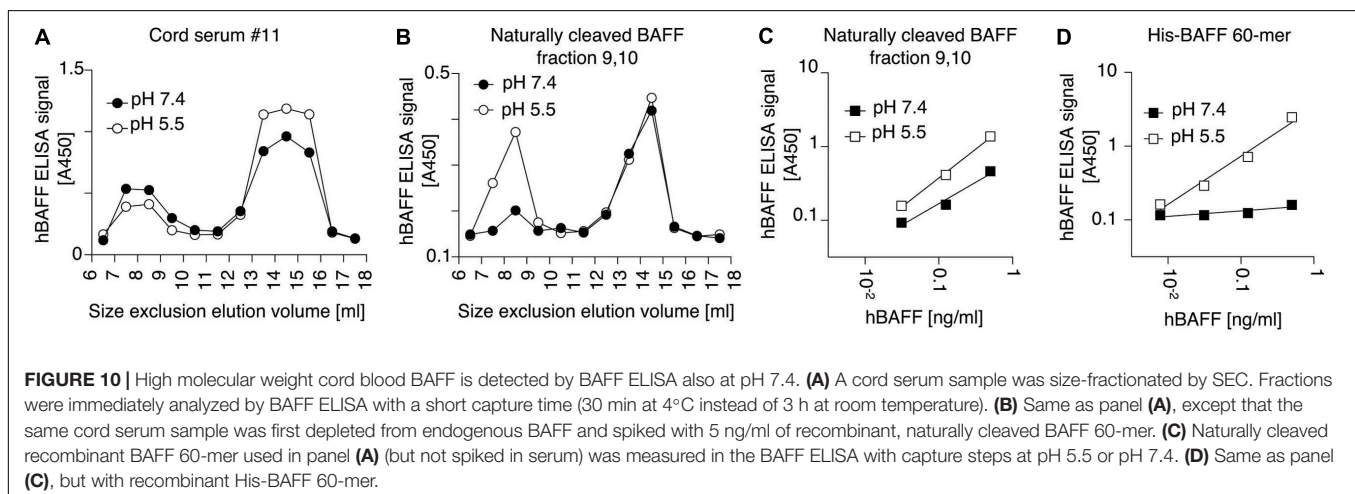 A
Cord serum #11
hBAFF ELISA signal
[A450]
1.5
0
pH 7.4
pH 5.5
6
7
8
9
10
11
12
13
14
15
16
17
18
Size exclusion elution volume [ml]
B
Naturally cleaved BAFF
fraction 9,10
hBAFF ELISA signal
[A450]
0.5
0.1
pH 7.4
pH 5.5
6
7
8
9
10
11
12
13
14
15
16
17
18
Size exclusion elution volume [ml]
C
Naturally cleaved BAFF
fraction 9,10
hBAFF ELISA signal
[A450]
10
1
0.1
pH 7.4
pH 5.5
10-2
0.1
1
hBAFF [ng/ml]
D
His-BAFF 60-mer
hBAFF ELISA signal
[A450]
10
1
0.1
pH 7.4
pH 5.5
10-2
0.1
1
hBAFF [ng/ml]
FIGURE 10 | High molecular weight cord blood BAFF is detected by BAFF ELISA also at pH 7.4. (A) A cord serum sample was size-fractionated by SEC. Fractions
were immediately analyzed by BAFF ELISA with a short capture time (30 min at 4°C instead of 3 h at room temperature). (B) Same as panel (A), except that the
same cord serum sample was first depleted from endogenous BAFF and spiked with 5 ng/ml of recombinant, naturally cleaved BAFF 60-mer. (C) Naturally cleaved
recombinant BAFF 60-mer used in panel (A) (but not spiked in serum) was measured in the BAFF ELISA with capture steps at pH 5.5 or pH 7.4. (D) Same as panel
(C), but with recombinant His-BAFF 60-mer.